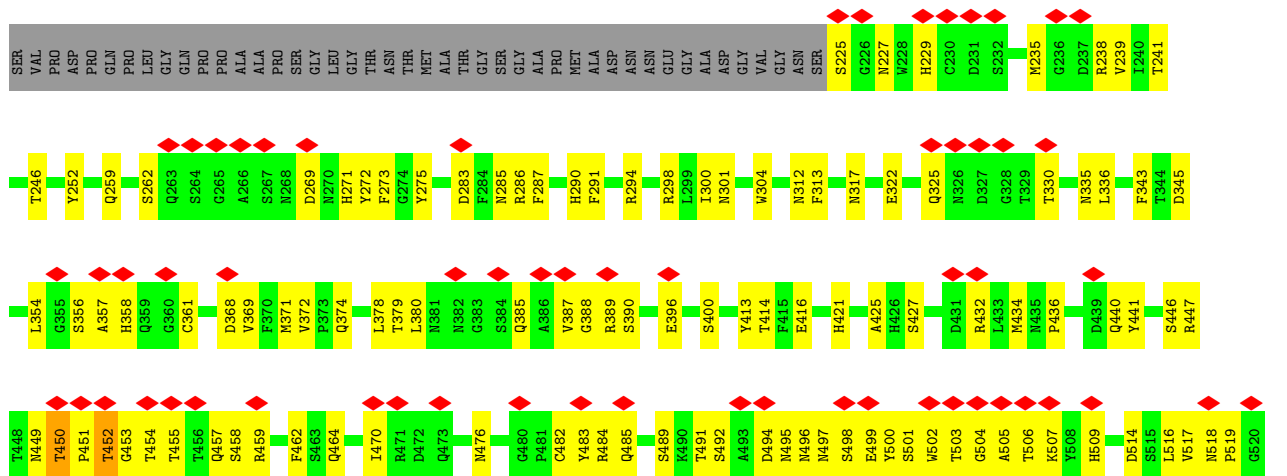 SER VAL PRO ASP PRO GLN PRO LEU GLY GLN PRO PRO ALA ALA PRO SER GLY LEU GLY THR ASN THR MET ALA THR GLY SER GLY ALA PRO MET ALA ASP ASN ASN GLU GLY ALA ASP GLY VAL GLY ASN SER S225 G226 N227 W228 H229 C230 D231 S232 M235 G236 D237 R238 V239 I240 T241
T246 Y252 Q259 S262 Q263 S264 G265 A266 S267 N268 D269 N270 H271 Y272 F273 G274 Y275 D283 F284 N285 R286 F287 H290 F291 R294 R298 L299 I300 N301 W304 N312 F313 N317 E322 Q325 N326 D327 G328 T329 T330 N335 L336 F343 T344 D345
L354 G355 S356 A357 H358 Q359 G360 C361 D368 V369 F370 M371 V372 P373 Q374 L378 T379 L380 N381 N382 G383 S384 Q385 A386 V387 G388 R389 S390 E396 S400 Y413 T414 F415 E416 H421 A425 H426 S427 D431 R432 L433 M434 N435 P436 D439 Q440 Y441 S446 R447
T448 N449 T450 P451 T452 G453 T454 T455 T456 Q457 S458 R459 F462 S463 Q464 I470 R471 D472 Q473 N476 G480 P481 C482 Y483 R484 Q485 S489 K490 T491 S492 A493 D494 N495 N496 N497 S498 E499 Y500 S501 W502 T503 G504 A505 T506 K507 Y508 H509 D514 S515 L516 V517 N518 P519 G520